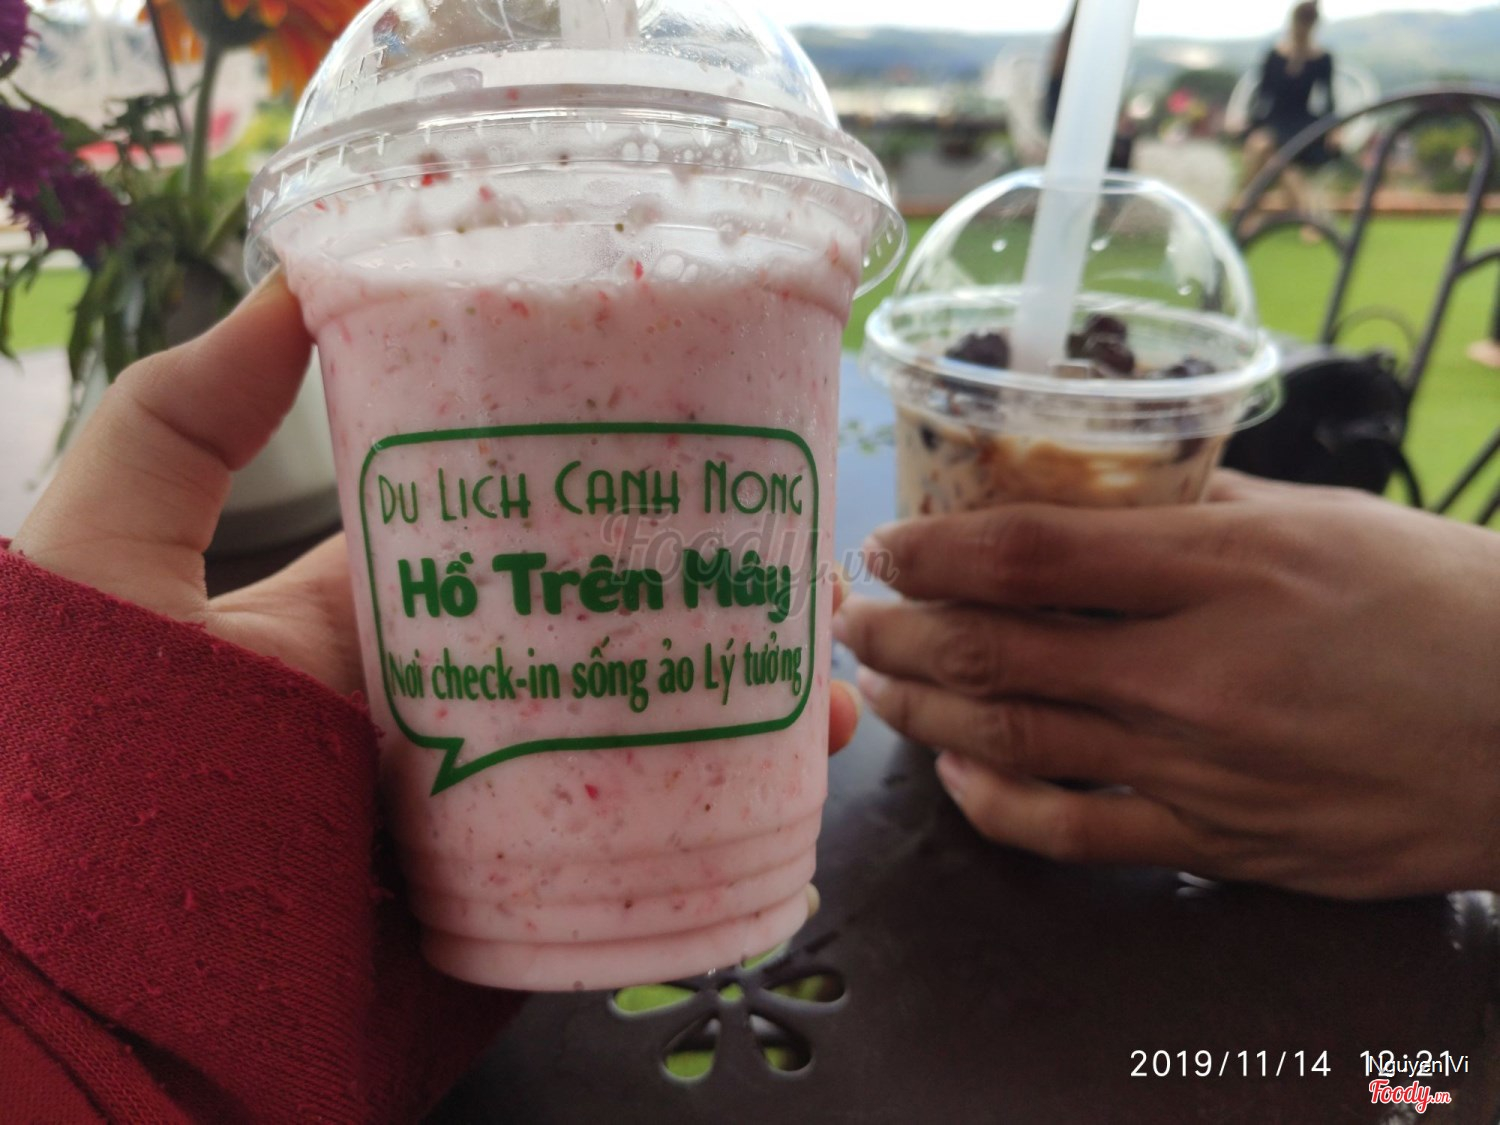 DU LICH CANH NONG
Hồ Trên Mây
Nơi check-in sống ảo Lý tưởng
Foody.vn
2019/11/14 12:21
Nguyen Vi
Foody.vn